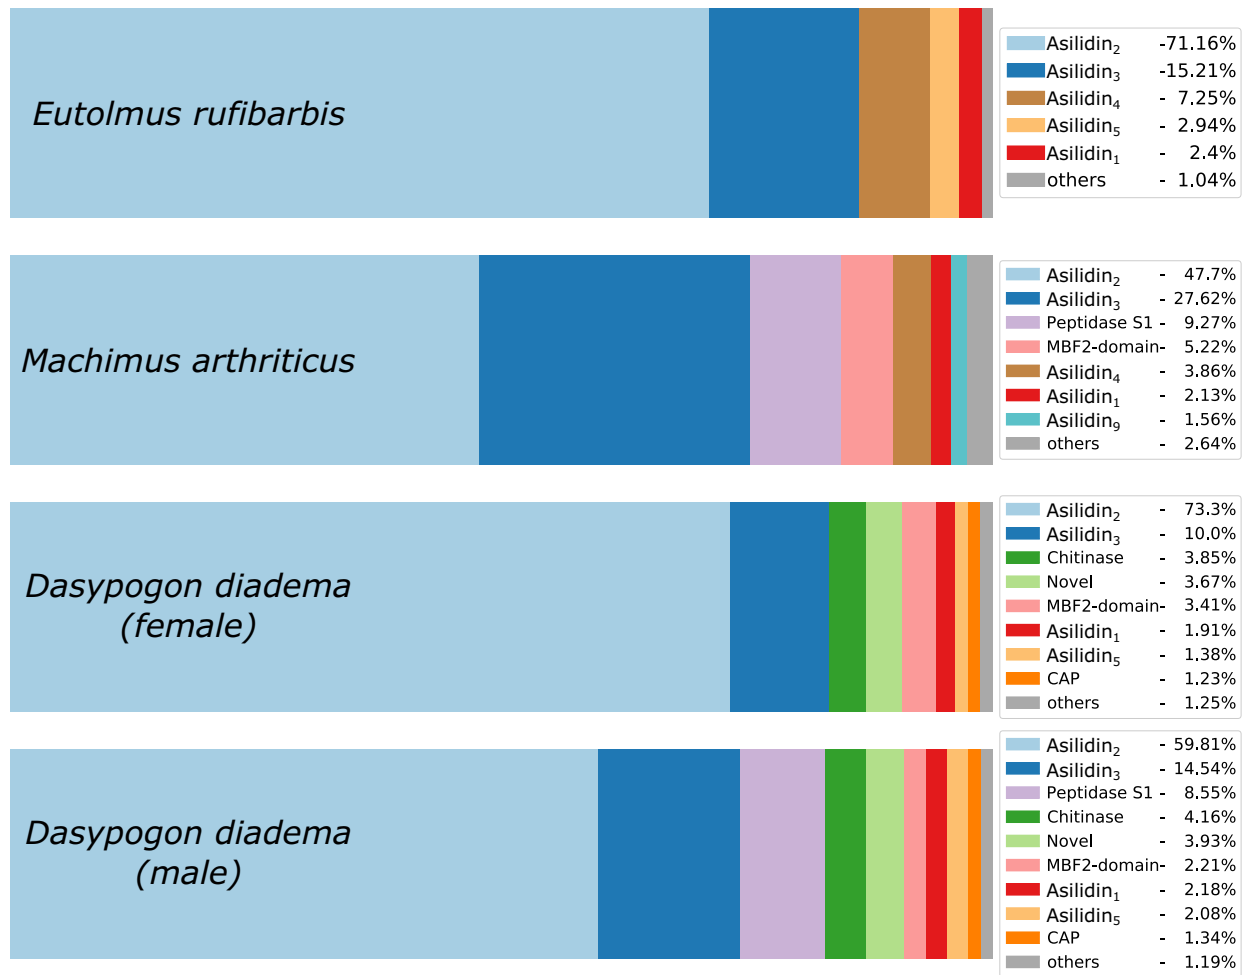 Eutolmus rufibarbis
Asilidin₂ -71.16%
Asilidin₃ -15.21%
Asilidin₄ - 7.25%
Asilidin₅ - 2.94%
Asilidin₁ - 2.4%
others - 1.04%
Machimus arthriticus
Asilidin₂ - 47.7%
Asilidin₃ - 27.62%
Peptidase S1 - 9.27%
MBF2-domain- 5.22%
Asilidin₄ - 3.86%
Asilidin₁ - 2.13%
Asilidin₉ - 1.56%
others - 2.64%
Dasypogon diadema
(female)
Asilidin₂ - 73.3%
Asilidin₃ - 10.0%
Chitinase - 3.85%
Novel - 3.67%
MBF2-domain- 3.41%
Asilidin₁ - 1.91%
Asilidin₅ - 1.38%
CAP - 1.23%
others - 1.25%
Dasypogon diadema
(male)
Asilidin₂ - 59.81%
Asilidin₃ - 14.54%
Peptidase S1 - 8.55%
Chitinase - 4.16%
Novel - 3.93%
MBF2-domain- 2.21%
Asilidin₁ - 2.18%
Asilidin₅ - 2.08%
CAP - 1.34%
others - 1.19%